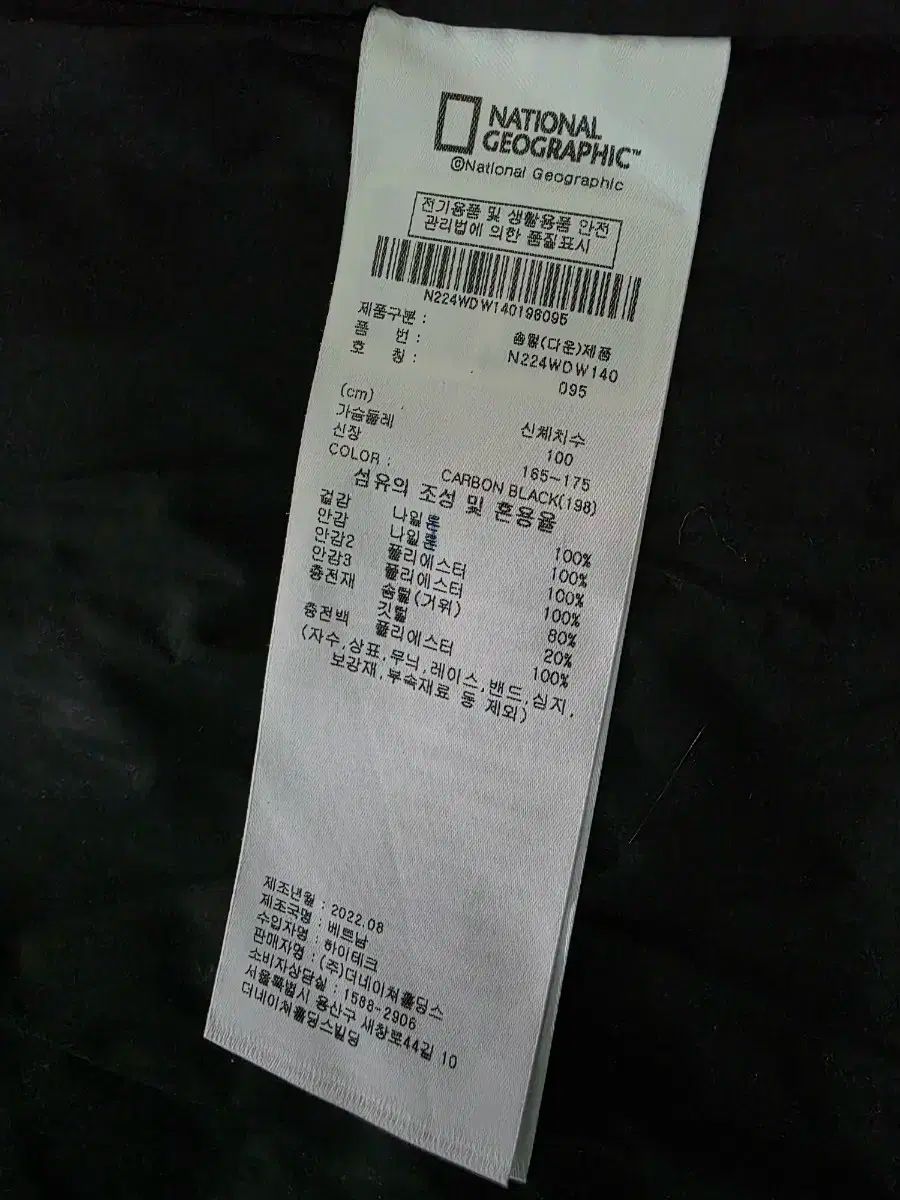 NATIONAL
GEOGRAPHIC™
©National Geographic
전기용품 및 생활용품 안전
관리법에 의한 품질표시
N224WDW140198095
제품구분 : 솜털(다운)제품
품 번 : N224WDW140
호 칭 : 095
(cm) 신체치수
가슴둘레 100
신장 165-175
COLOR : CARBON BLACK(198)
섬유의 조성 및 혼용율
겉감 나일론 100%
안감 나일론 100%
안감2 폴리에스터 100%
안감3 폴리에스터 100%
충전재 솜털(거위) 80%
깃털 20%
충전백 폴리에스터 100%
(자수,상표,무늬,레이스,밴드,심지,
보강재,부속재료 등 제외)
제조년월 : 2022.08
제조국명 : 베트남
수입자명 : 하이테크
판매자명 : (주)더네이쳐홀딩스
소비자상담실 : 1588-2906
서울특별시 용산구 새창로44길 10
더네이쳐홀딩스빌딩